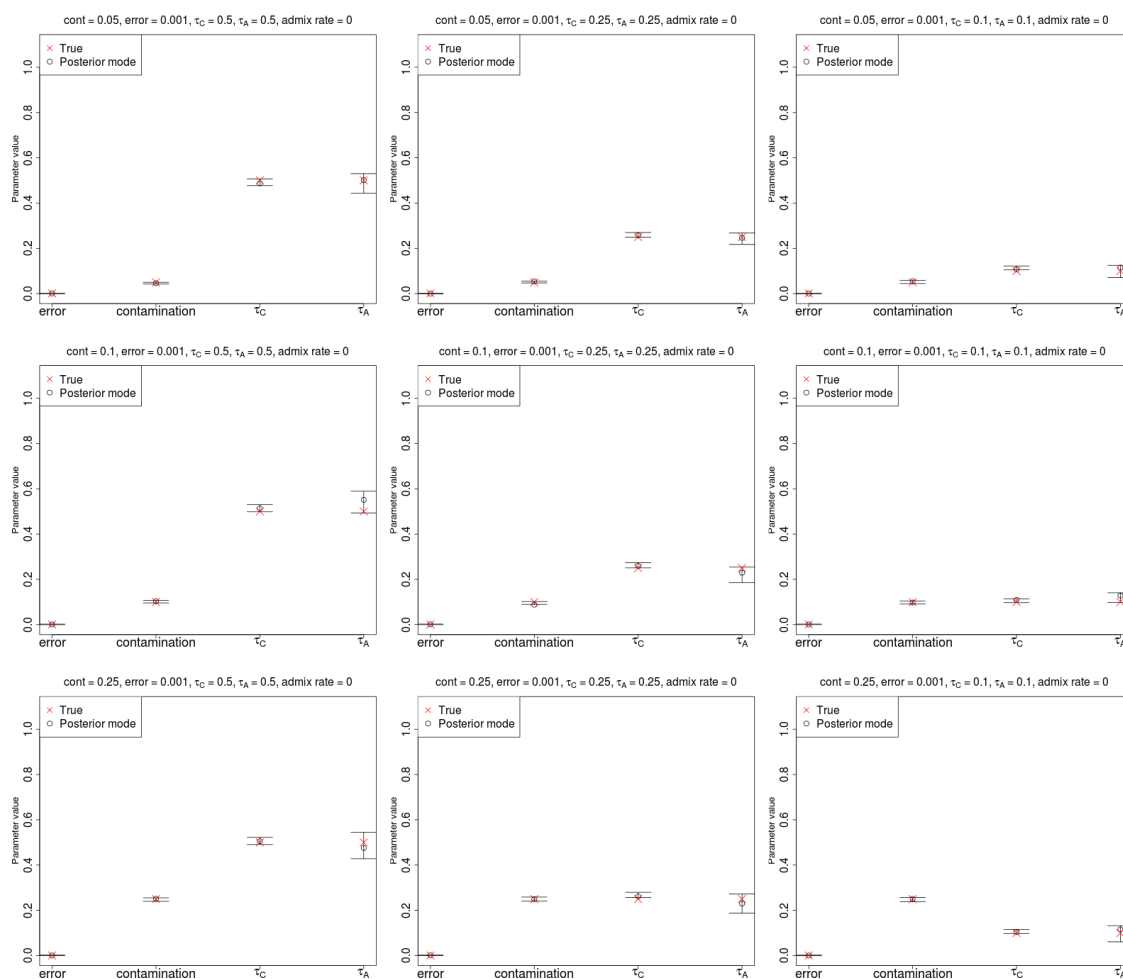 cont = 0.05, error = 0.001, τC = 0.5, τA = 0.5, admix rate = 0
× True
○ Posterior mode
Parameter value
1.0
0.8
0.6
0.4
0.2
0.0
error contamination τC τA
cont = 0.05, error = 0.001, τC = 0.25, τA = 0.25, admix rate = 0
× True
○ Posterior mode
Parameter value
1.0
0.8
0.6
0.4
0.2
0.0
error contamination τC τA
cont = 0.05, error = 0.001, τC = 0.1, τA = 0.1, admix rate = 0
× True
○ Posterior mode
Parameter value
1.0
0.8
0.6
0.4
0.2
0.0
error contamination τC τA
cont = 0.1, error = 0.001, τC = 0.5, τA = 0.5, admix rate = 0
× True
○ Posterior mode
Parameter value
1.0
0.8
0.6
0.4
0.2
0.0
error contamination τC τA
cont = 0.1, error = 0.001, τC = 0.25, τA = 0.25, admix rate = 0
× True
○ Posterior mode
Parameter value
1.0
0.8
0.6
0.4
0.2
0.0
error contamination τC τA
cont = 0.1, error = 0.001, τC = 0.1, τA = 0.1, admix rate = 0
× True
○ Posterior mode
Parameter value
1.0
0.8
0.6
0.4
0.2
0.0
error contamination τC τA
cont = 0.25, error = 0.001, τC = 0.5, τA = 0.5, admix rate = 0
× True
○ Posterior mode
Parameter value
1.0
0.8
0.6
0.4
0.2
0.0
error contamination τC τA
cont = 0.25, error = 0.001, τC = 0.25, τA = 0.25, admix rate = 0
× True
○ Posterior mode
Parameter value
1.0
0.8
0.6
0.4
0.2
0.0
error contamination τC τA
cont = 0.25, error = 0.001, τC = 0.1, τA = 0.1, admix rate = 0
× True
○ Posterior mode
Parameter value
1.0
0.8
0.6
0.4
0.2
0.0
error contamination τC τA